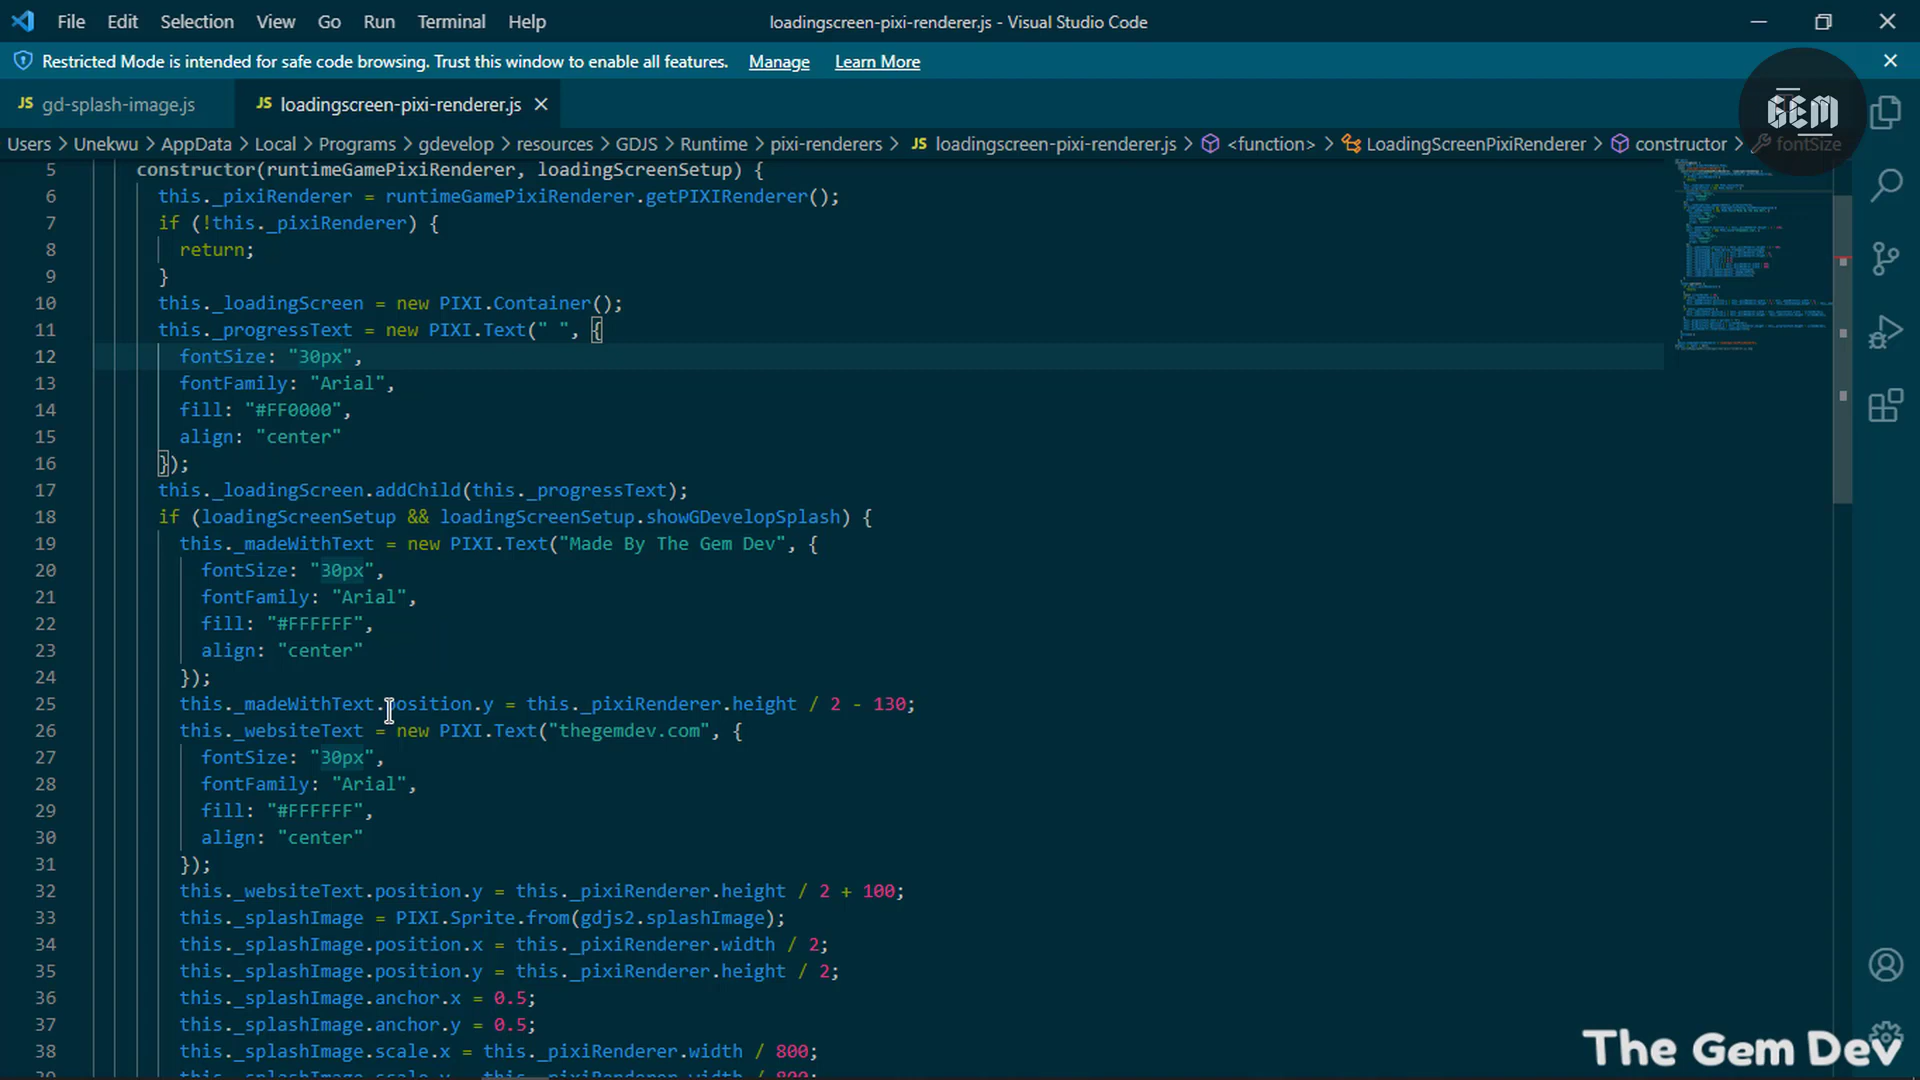 File Edit Selection View Go Run Terminal Help loadingscreen-pixi-renderer.js - Visual Studio Code
Restricted Mode is intended for safe code browsing. Trust this window to enable all features. Manage Learn More
JS gd-splash-image.js JS loadingscreen-pixi-renderer.js
GEM
Users > Unekwu > AppData > Local > Programs > gdevelop > resources > GDJS > Runtime > pixi-renderers > JS loadingscreen-pixi-renderer.js > <function> > LoadingScreenPixiRenderer > constructor > fontSize
5 constructor(runtimeGamePixiRenderer, loadingScreenSetup) {
6 this._pixiRenderer = runtimeGamePixiRenderer.getPIXIRenderer();
7 if (!this._pixiRenderer) {
8 return;
9 }
10 this._loadingScreen = new PIXI.Container();
11 this._progressText = new PIXI.Text(" ", {
12 fontSize: "30px",
13 fontFamily: "Arial",
14 fill: "#FF0000",
15 align: "center"
16 });
17 this._loadingScreen.addChild(this._progressText);
18 if (loadingScreenSetup && loadingScreenSetup.showGDevelopSplash) {
19 this._madeWithText = new PIXI.Text("Made By The Gem Dev", {
20 fontSize: "30px",
21 fontFamily: "Arial",
22 fill: "#FFFFFF",
23 align: "center"
24 });
25 this._madeWithText.position.y = this._pixiRenderer.height / 2 - 130;
26 this._websiteText = new PIXI.Text("thegemdev.com", {
27 fontSize: "30px",
28 fontFamily: "Arial",
29 fill: "#FFFFFF",
30 align: "center"
31 });
32 this._websiteText.position.y = this._pixiRenderer.height / 2 + 100;
33 this._splashImage = PIXI.Sprite.from(gdjs2.splashImage);
34 this._splashImage.position.x = this._pixiRenderer.width / 2;
35 this._splashImage.position.y = this._pixiRenderer.height / 2;
36 this._splashImage.anchor.x = 0.5;
37 this._splashImage.anchor.y = 0.5;
38 this._splashImage.scale.x = this._pixiRenderer.width / 800;
The Gem Dev